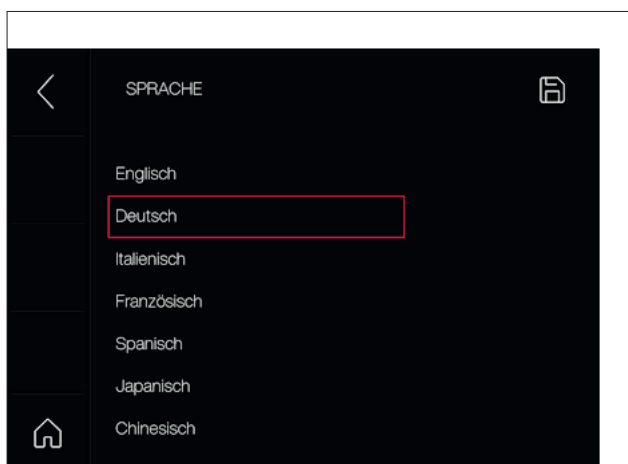 SPRACHE
Englisch
Deutsch
Italienisch
Französisch
Spanisch
Japanisch
Chinesisch